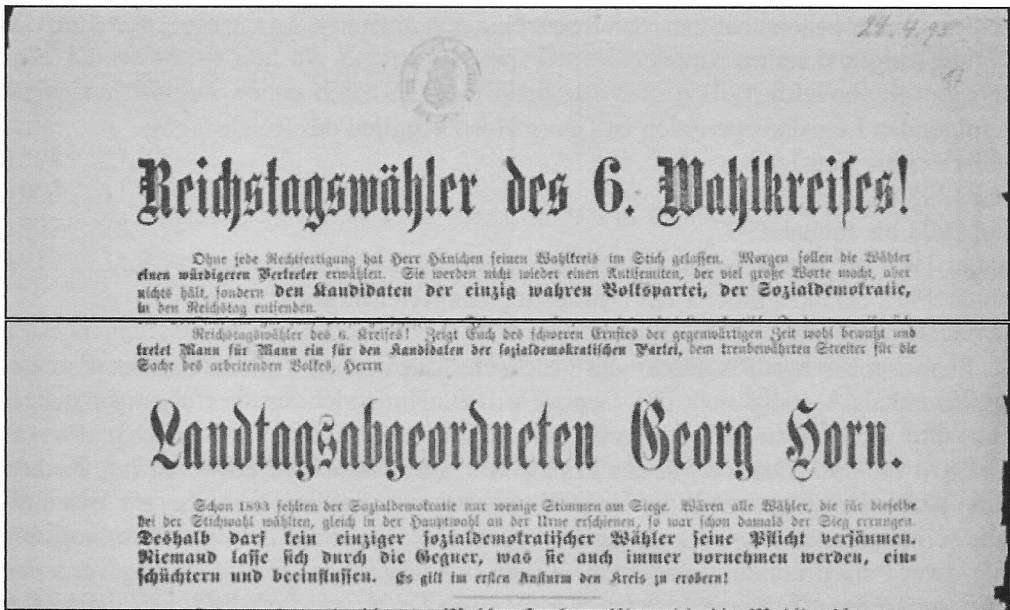 24. 4. 95
Reichstagswähler des 6. Wahlkreises!
Ohne jede Rechtfertigung hat Herr Hänichen seinen Wahlkreis im Stich gelassen. Morgen sollen die Wähler
einen würdigeren Vertreter erwählen. Sie werden nicht wieder einen Antisemiten, der viel große Worte macht, aber
nichts hält, sondern den Kandidaten der einzig wahren Volkspartei, der Sozialdemokratie,
in den Reichstag entsenden.
Reichstagswähler des 6. Kreises! Zeigt Euch des schweren Ernstes der gegenwärtigen Zeit wohl bewußt und
tretet Mann für Mann ein für den Kandidaten der sozialdemokratischen Partei, dem treubewährten Streiter für die
Sache des arbeitenden Volkes, Herrn
Landtagsabgeordneten Georg Horn.
Schon 1893 fehlten der Sozialdemokratie nur wenige Stimmen am Siege. Wären alle Wähler, die für dieselbe
bei der Stichwahl wählten, gleich in der Hauptwahl an der Urne erschienen, so war schon damals der Sieg errungen.
Deshalb darf kein einziger sozialdemokratischer Wähler seine Pflicht versäumen.
Niemand lasse sich durch die Gegner, was sie auch immer vornehmen werden, ein-
schüchtern und beeinflussen. Es gilt im ersten Ansturm den Kreis zu erobern!